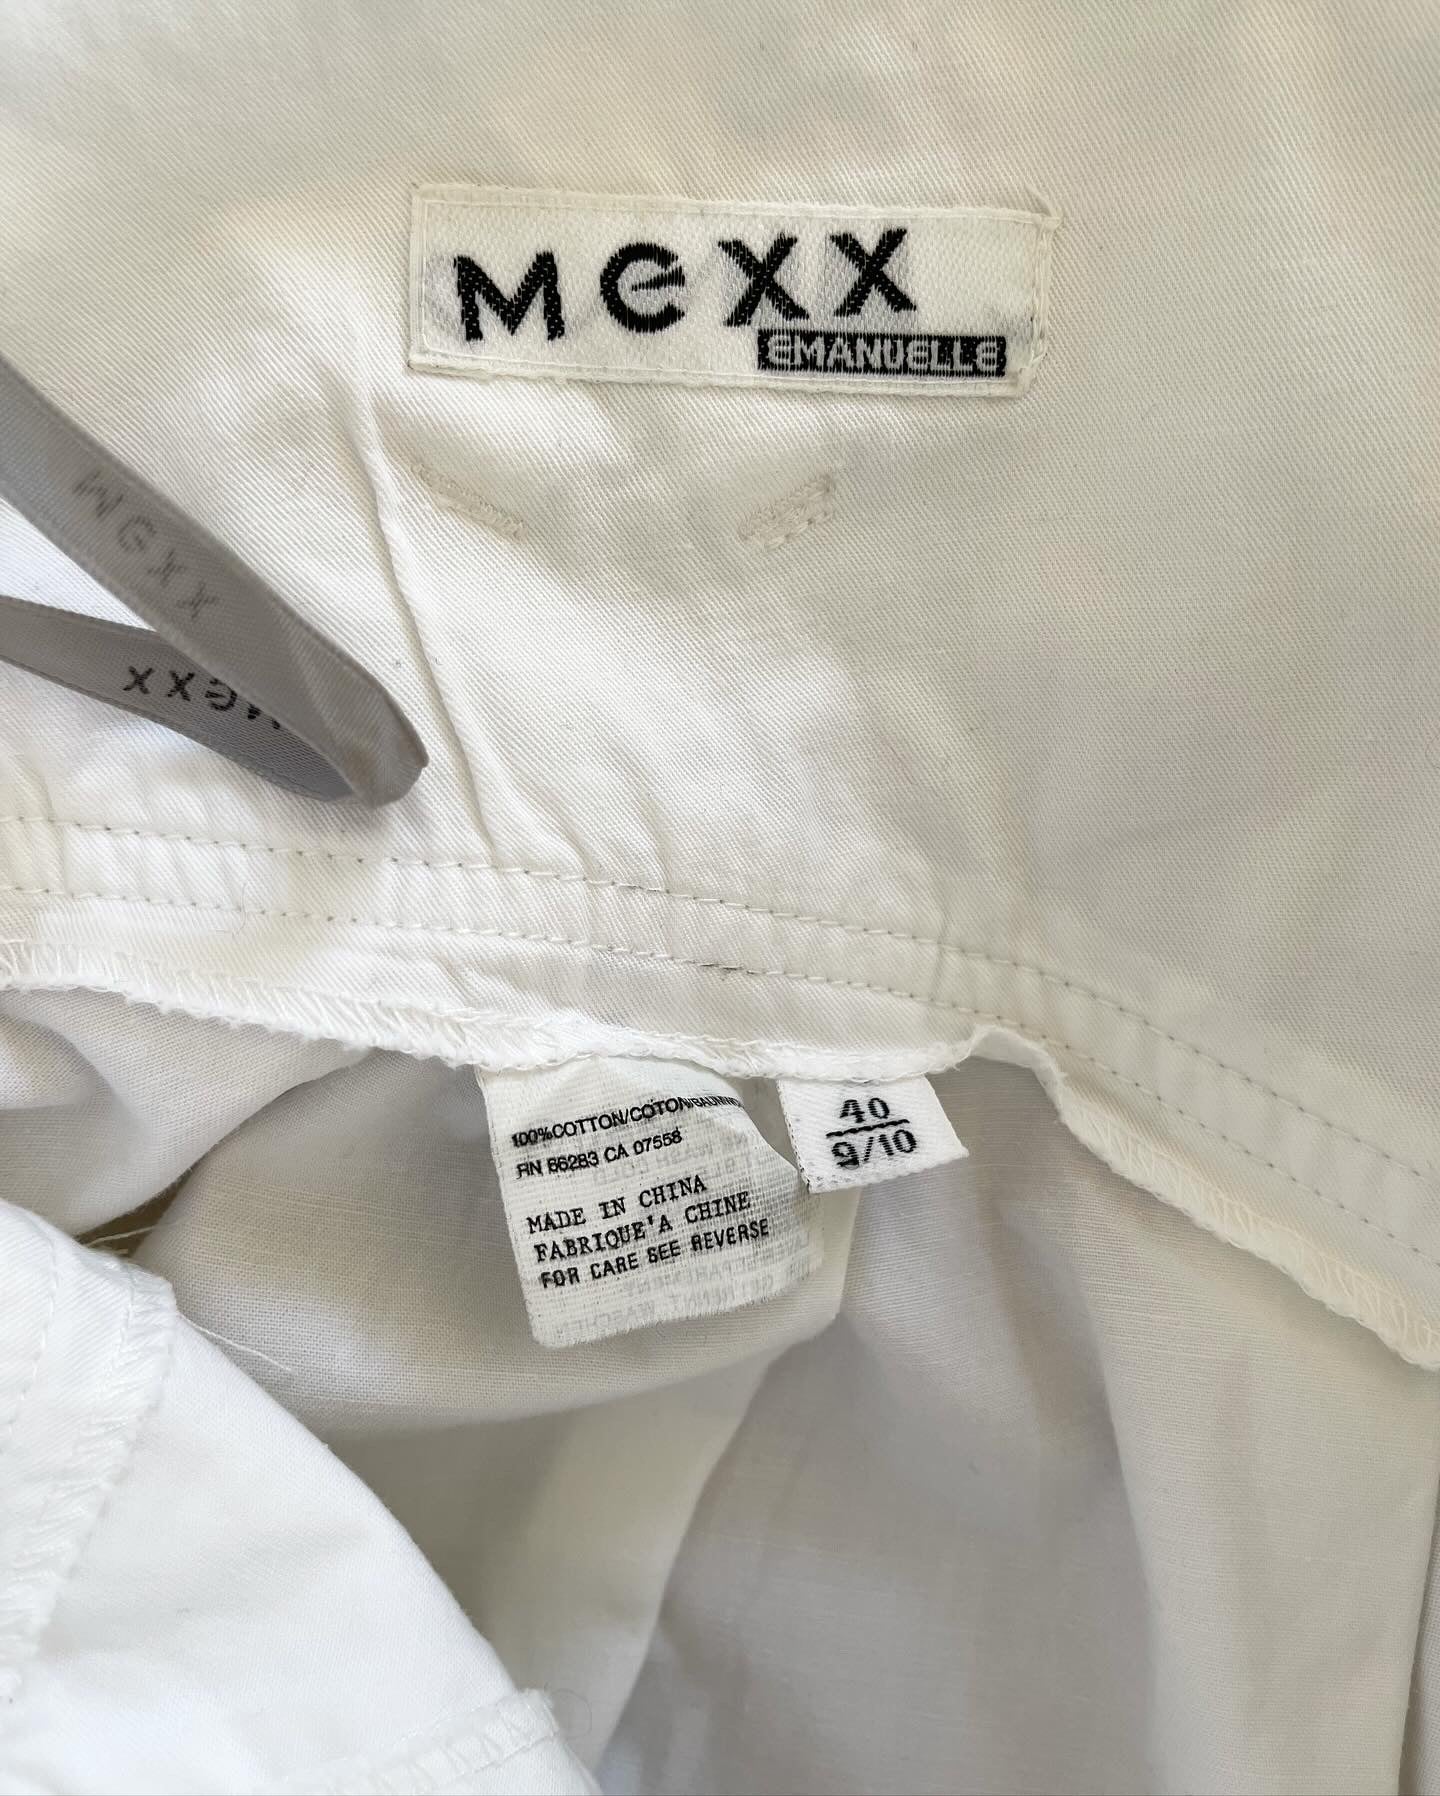 MEXX
EMANUELLE
MEXX
MEXX
100%COTTON/COTON/
RN 66283 CA 07558
MADE IN CHINA
FABRIQUE'A CHINE
FOR CARE SEE REVERSE
40
9/10